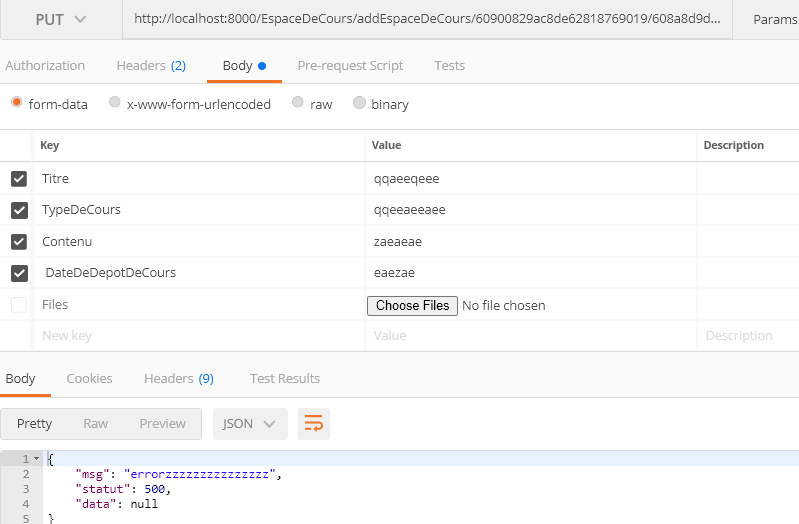 PUT http://localhost:8000/EspaceDeCours/addEspaceDeCours/60900829ac8de62818769019/608a8d9d... Params
Authorization Headers (2) Body Pre-request Script Tests
form-data x-www-form-urlencoded raw binary
Key Value Description
Titre qqaeeqeee
TypeDeCours qqeeaeeaee
Contenu zaeaeae
DateDeDepotDeCours eaezae
Files Choose Files No file chosen
New key Value Description
Body Cookies Headers (9) Test Results
Pretty Raw Preview JSON
1 {
2 "msg": "errorzzzzzzzzzzzzzzz",
3 "statut": 500,
4 "data": null
5 }